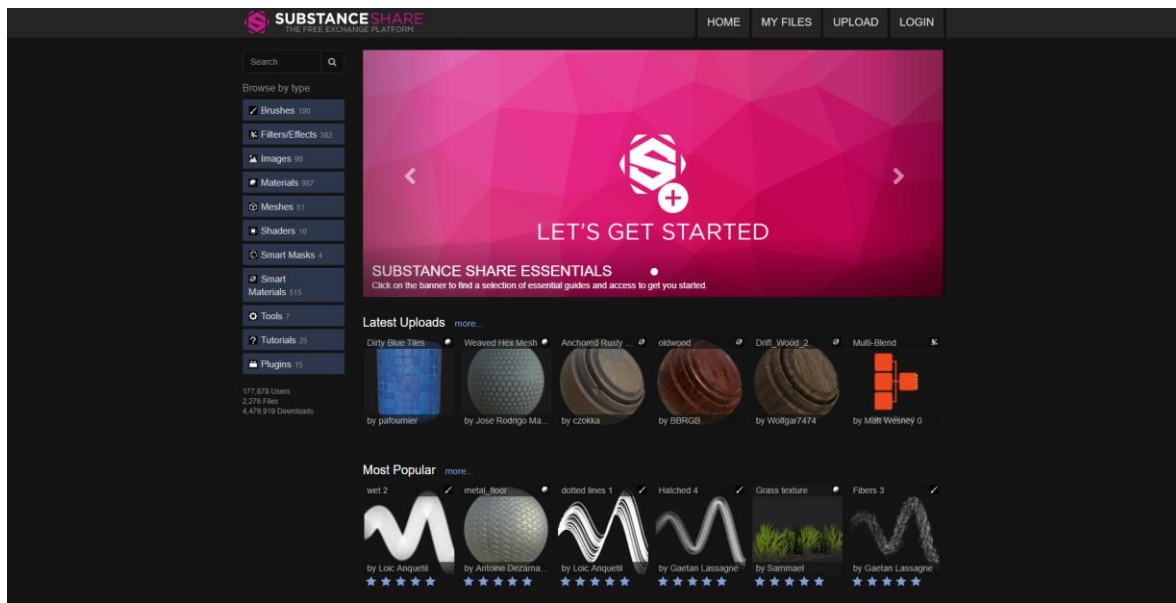 SUBSTANCE SHARE
THE FREE EXCHANGE PLATFORM
HOME
MY FILES
UPLOAD
LOGIN
Search
Browse by type
Brushes 190
Filters/Effects 382
Images 90
Materials 987
Meshes 51
Shaders 10
Smart Masks 4
Smart
Materials 515
Tools 7
Tutorials 25
Plugins 15
177,678 Users
2,276 Files
4,479,919 Downloads
LET'S GET STARTED
SUBSTANCE SHARE ESSENTIALS
Click on the banner to find a selection of essential guides and access to get you started.
Latest Uploads more...
Dirty Blue Tiles
Weaved Hex Mesh
Anchored Rusty ...
oldwood
Drift_Wood_2
Multi-Blend
by pafournier
by Jose Rodrigo Ma...
by czokka
by BBRGB
by Wolfgar7474
by Matt Wesney 0
Most Popular more...
wet 2
metal_floor
dotted lines 1
Hatched 4
Grass texture
Fibers 3
by Loic Anquetil
by Antoine Dezarna...
by Loic Anquetil
by Gaetan Lassagne
by Sammael
by Gaetan Lassagne